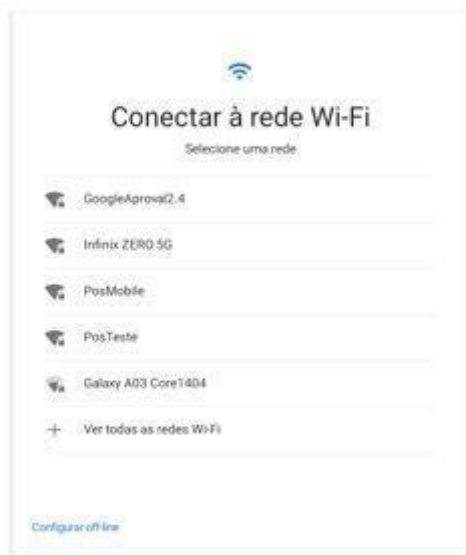 Conectar à rede Wi-Fi
Selecione uma rede
GoogleAproval2.4
Infinix ZERO 5G
PosMobile
PosTeste
Galaxy A03 Core1404
Ver todas as redes Wi-Fi
Configurar off-line